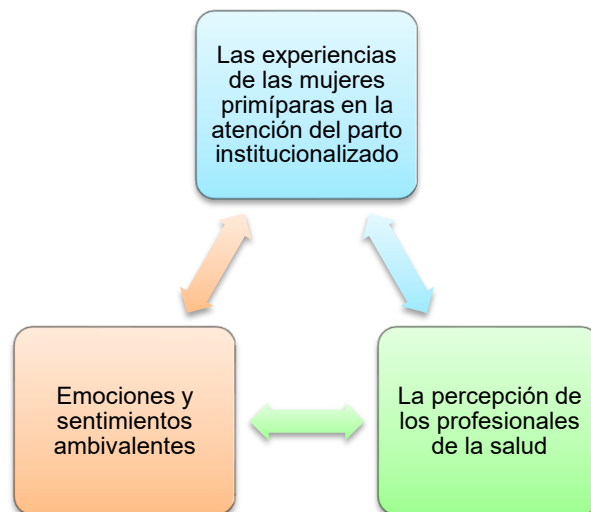 Las experiencias
de las mujeres
primíparas en la
atención del parto
institucionalizado
Emociones y
sentimientos
ambivalentes
La percepción de
los profesionales
de la salud